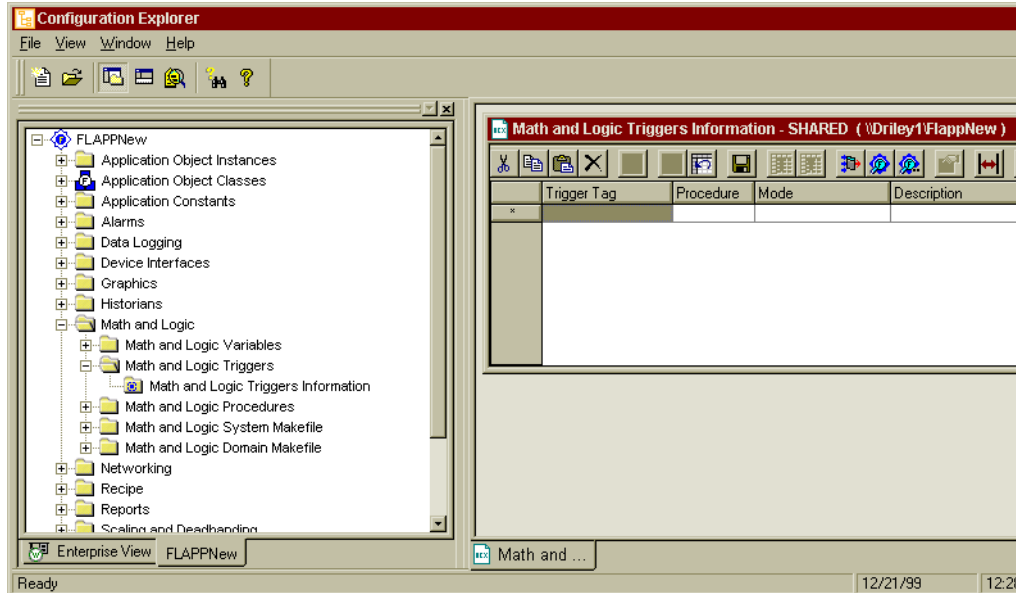 Configuration Explorer
File View Window Help
FLAPPNew
Application Object Instances
Application Object Classes
Application Constants
Alarms
Data Logging
Device Interfaces
Graphics
Historians
Math and Logic
Math and Logic Variables
Math and Logic Triggers
Math and Logic Triggers Information
Math and Logic Procedures
Math and Logic System Makefile
Math and Logic Domain Makefile
Networking
Recipe
Reports
Scaling and Deadbanding
Enterprise View FLAPPNew
Math and Logic Triggers Information - SHARED ( \\Driley1\FlappNew )
Trigger Tag Procedure Mode Description
*
Math and ...
Ready 12/21/99 12:28